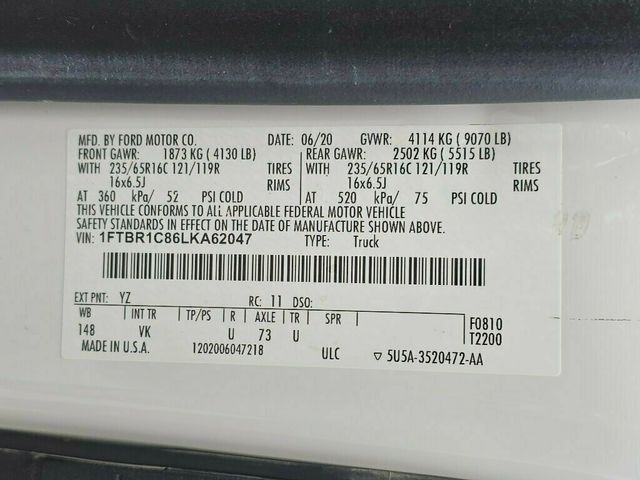 MFD. BY FORD MOTOR CO. DATE: 06/20 GVWR: 4114 KG ( 9070 LB)
FRONT GAWR: 1873 KG ( 4130 LB) REAR GAWR: 2502 KG ( 5515 LB)
WITH 235/65R16C 121/119R TIRES WITH 235/65R16C 121/119R TIRES
16x6.5J RIMS 16x6.5J RIMS
AT 360 kPa/ 52 PSI COLD AT 520 kPa/ 75 PSI COLD
THIS VEHICLE CONFORMS TO ALL APPLICABLE FEDERAL MOTOR VEHICLE
SAFETY STANDARDS IN EFFECT ON THE DATE OF MANUFACTURE SHOWN ABOVE.
VIN: 1FTBR1C86LKA62047 TYPE: Truck
EXT PNT: YZ RC: 11 DSO:
WB INT TR TP/PS R AXLE TR SPR F0810
148 VK U 73 U T2200
MADE IN U.S.A. 1202006047218 ULC ▽ 5U5A-3520472-AA